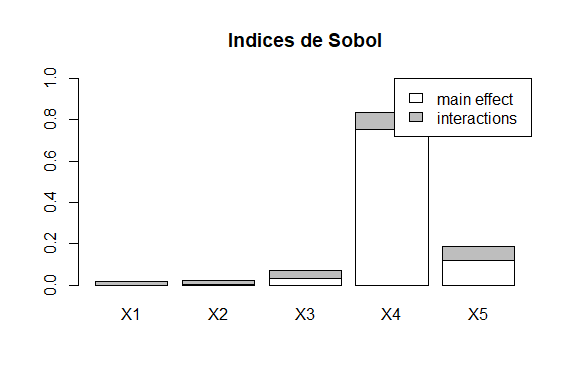 Indices de Sobol
1.0
0.8
0.6
0.4
0.2
0.0
main effect
interactions
X1 X2 X3 X4 X5